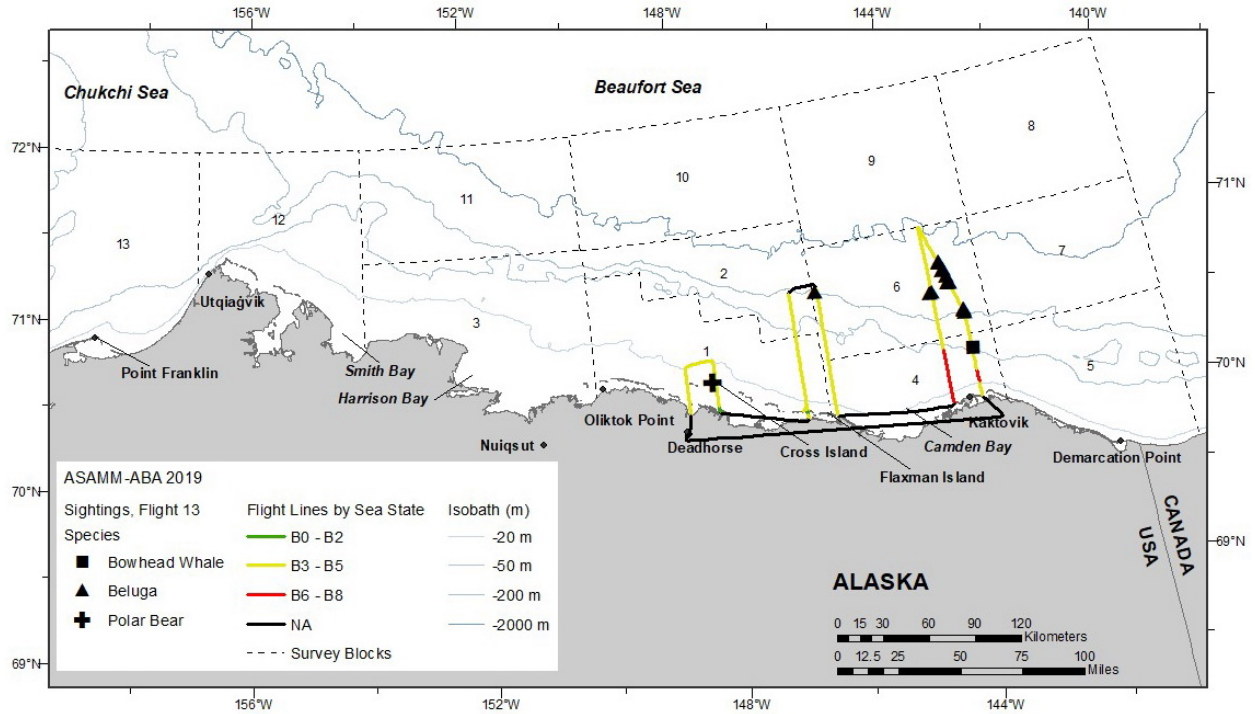 156°W 152°W 148°W 144°W 140°W
Chukchi Sea
Beaufort Sea
72°N
71°N
71°N
70°N
70°N
69°N
69°N
8
9
10
11
12
13
7
6
2
3
1
5
4
Utqiaġvik
Point Franklin
Smith Bay
Harrison Bay
Oliktok Point
Nuiqsut
Deadhorse
Cross Island
Flaxman Island
Camden Bay
Kaktovik
Demarcation Point
CANADA
USA
ALASKA
ASAMM-ABA 2019
Sightings, Flight 13
Species
Bowhead Whale
Beluga
Polar Bear
Flight Lines by Sea State
B0 - B2
B3 - B5
B6 - B8
NA
Survey Blocks
Isobath (m)
-20 m
-50 m
-200 m
-2000 m
0 15 30 60 90 120
Kilometers
0 12.5 25 50 75 100
Miles
156°W 152°W 148°W 144°W